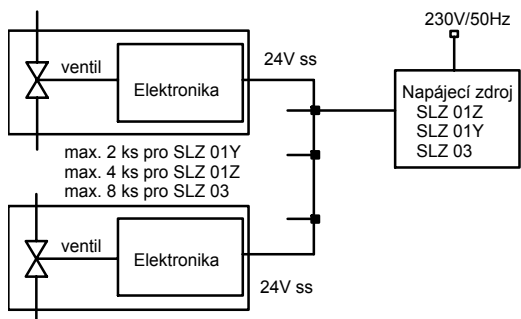 230V/50Hz
24V ss
ventil
Elektronika
Napájecí zdroj
SLZ 01Z
SLZ 01Y
SLZ 03
max. 2 ks pro SLZ 01Y
max. 4 ks pro SLZ 01Z
max. 8 ks pro SLZ 03
ventil
Elektronika
24V ss